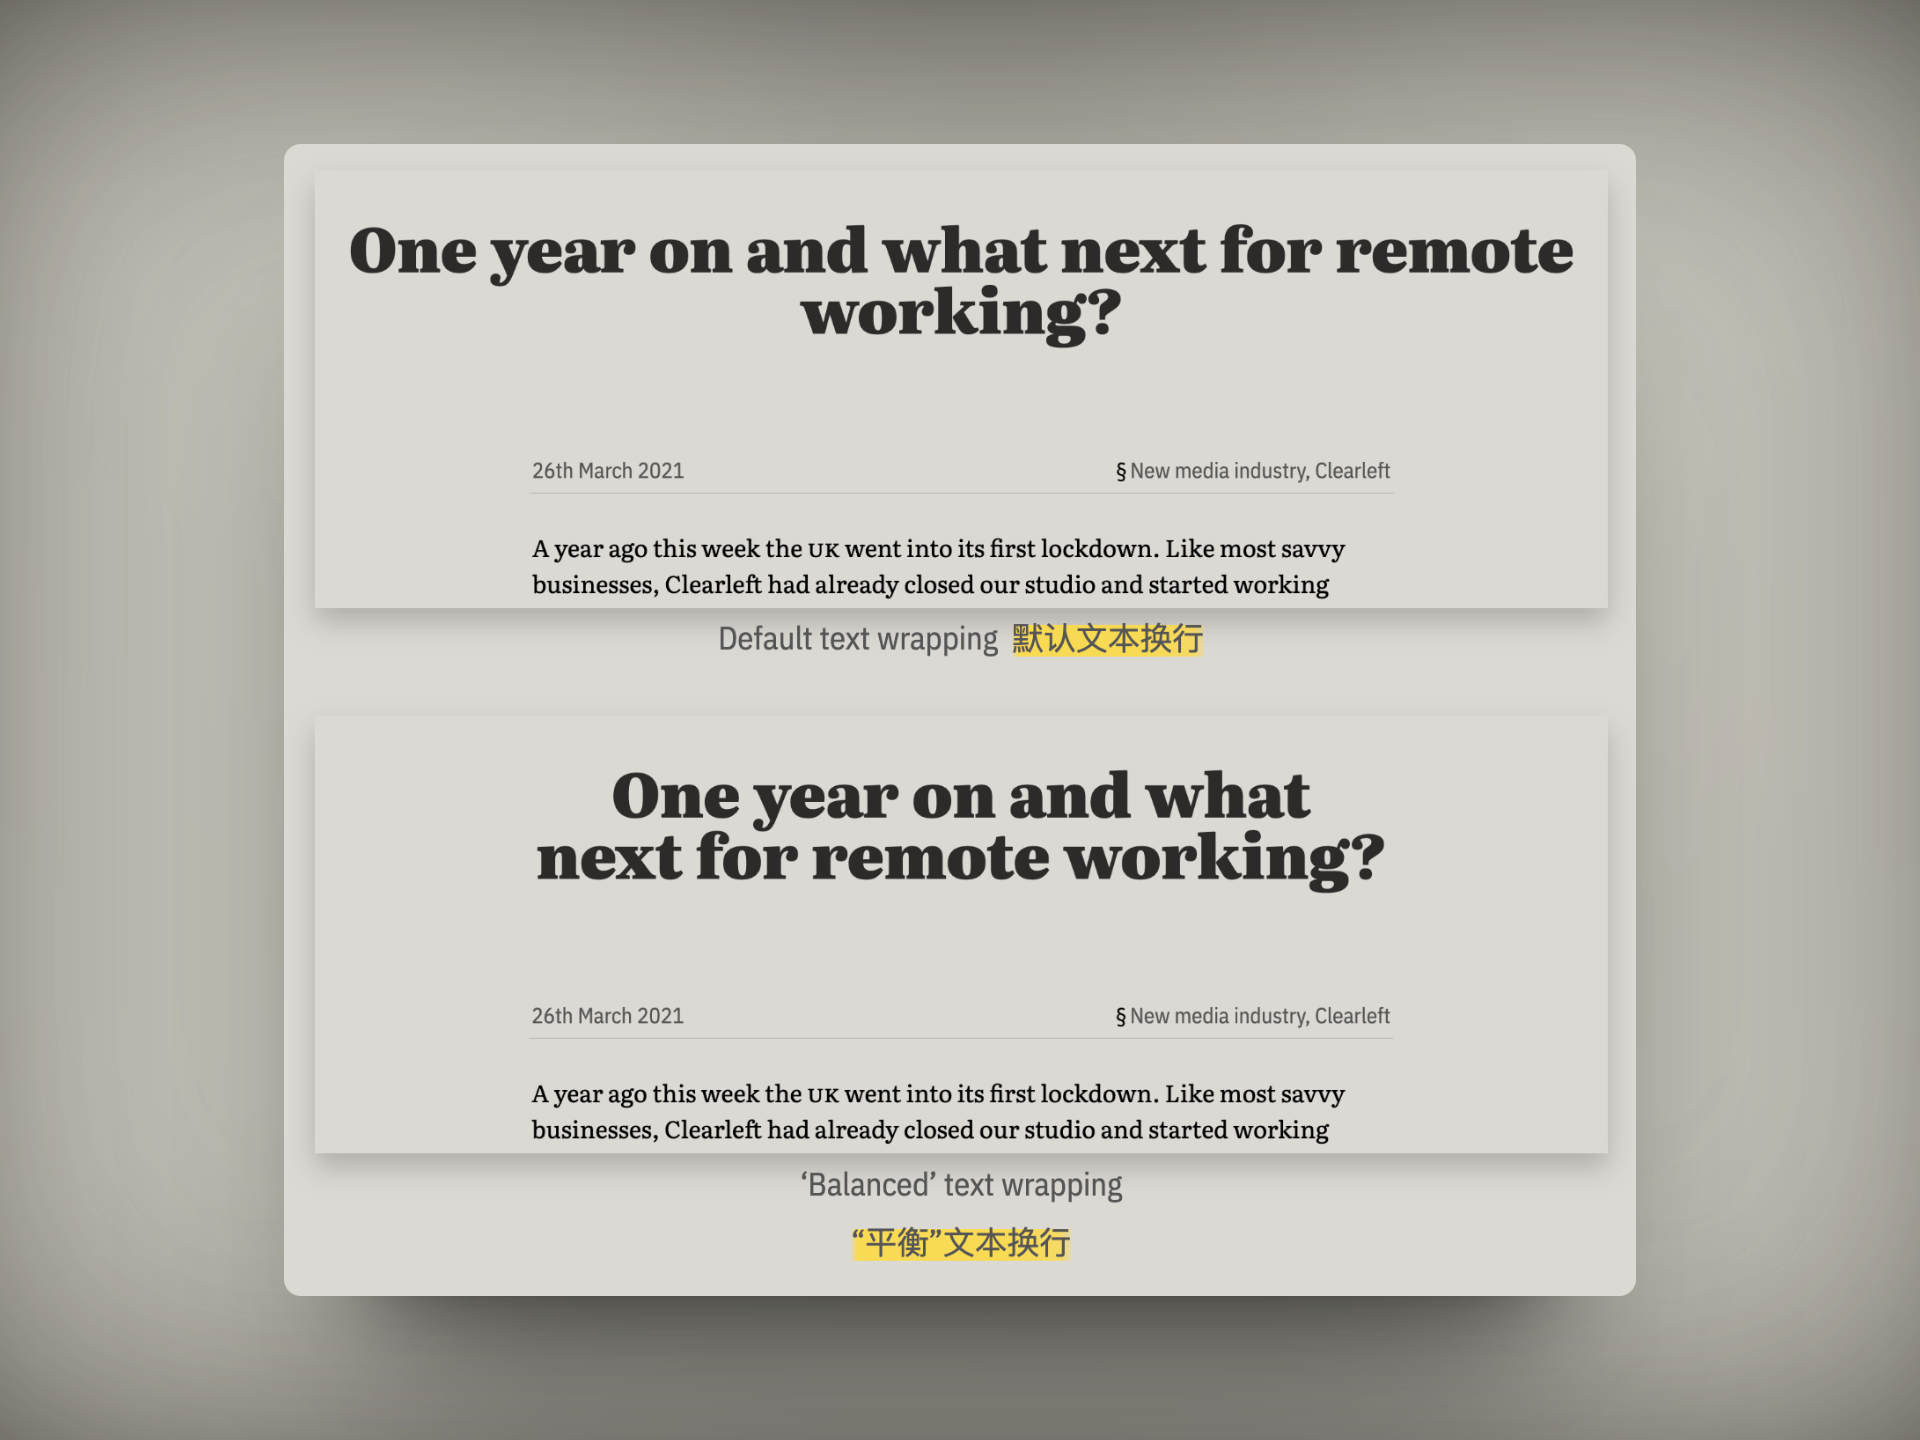 One year on and what next for remote
working?
26th March 2021
§ New media industry, Clearleft
A year ago this week the UK went into its first lockdown. Like most savvy
businesses, Clearleft had already closed our studio and started working
Default text wrapping 默认文本换行
One year on and what
next for remote working?
26th March 2021
§ New media industry, Clearleft
A year ago this week the UK went into its first lockdown. Like most savvy
businesses, Clearleft had already closed our studio and started working
‘Balanced’ text wrapping
“平衡”文本换行